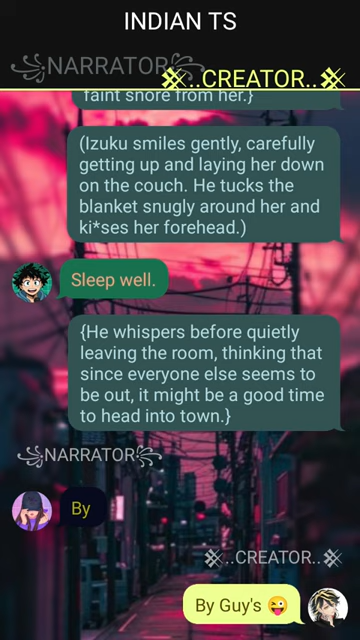 INDIAN TS
꧁NARRATOR꧂
※..CREATOR..※
faint snore from her.}
(Izuku smiles gently, carefully
getting up and laying her down
on the couch. He tucks the
blanket snugly around her and
ki*ses her forehead.)
Sleep well.
{He whispers before quietly
leaving the room, thinking that
since everyone else seems to
be out, it might be a good time
to head into town.}
꧁NARRATOR꧂
By
※..CREATOR..※
By Guy's 😜